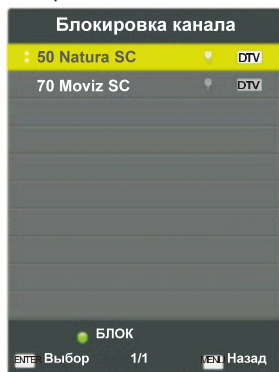 Блокировка канала
50 Natura SC DTV
70 Moviz SC DTV
БЛОК
ENTER Выбор 1/1 MENU Назад